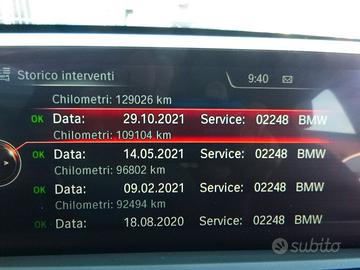 Storico interventi
9:40
Chilometri: 129026 km
OK Data: 29.10.2021 Service: 02248 BMW
Chilometri: 109104 km
OK Data: 14.05.2021 Service: 02248 BMW
Chilometri: 96802 km
OK Data: 09.02.2021 Service: 02248 BMW
Chilometri: 92494 km
OK Data: 18.08.2020 Service: 02248 BMW
subito